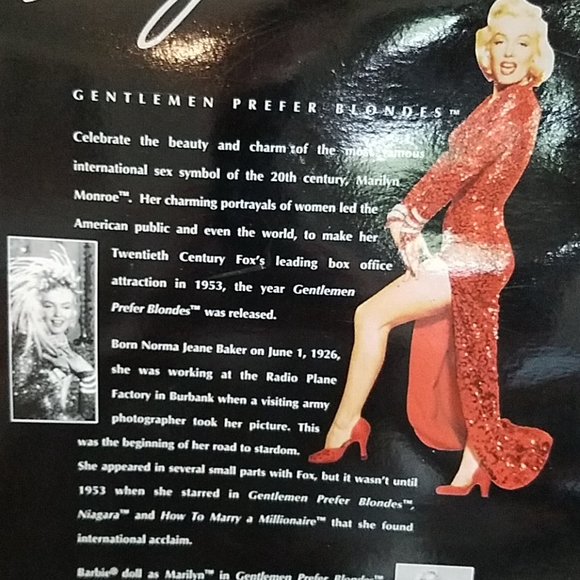 GENTLEMEN PREFER BLONDES™
Celebrate the beauty and charm of the most famous
international sex symbol of the 20th century, Marilyn
Monroe™. Her charming portrayals of women led the
American public and even the world, to make her
Twentieth Century Fox's leading box office
attraction in 1953, the year Gentlemen
Prefer Blondes™ was released.
Born Norma Jeane Baker on June 1, 1926,
she was working at the Radio Plane
Factory in Burbank when a visiting army
photographer took her picture. This
was the beginning of her road to stardom.
She appeared in several small parts with Fox, but it wasn't until
1953 when she starred in Gentlemen Prefer Blondes™,
Niagara™ and How To Marry a Millionaire™ that she found
international acclaim.
Barbie® doll as Marilyn™ in Gentlemen Prefer Blondes™